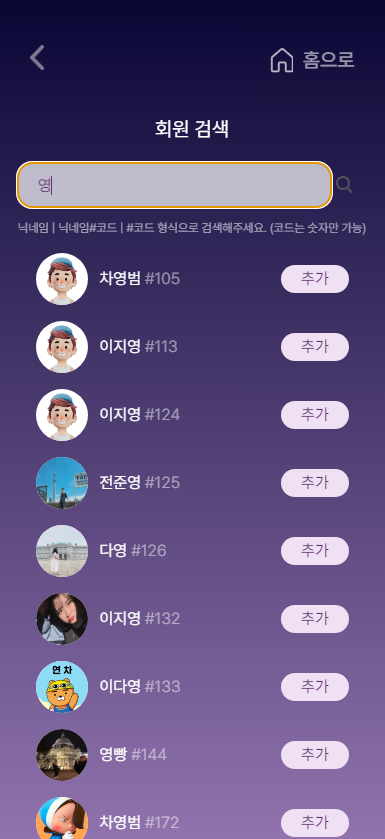 홈으로
회원 검색
영
닉네임 | 닉네임#코드 | #코드 형식으로 검색해주세요. (코드는 숫자만 가능)
차영범 #105 추가
이지영 #113 추가
이지영 #124 추가
전준영 #125 추가
다영 #126 추가
이지영 #132 추가
연차
이다영 #133 추가
영빵 #144 추가
차영범 #172 추가